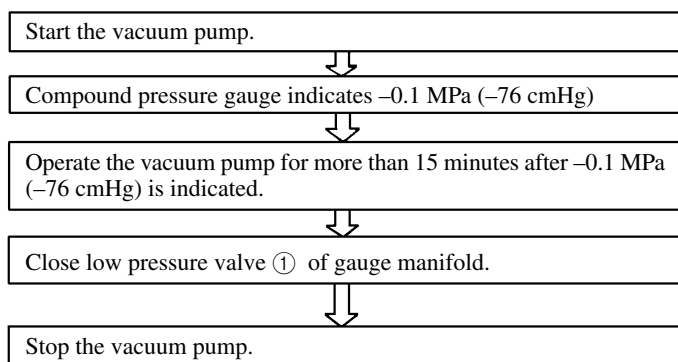 Start the vacuum pump.
Compound pressure gauge indicates –0.1 MPa (–76 cmHg)
Operate the vacuum pump for more than 15 minutes after –0.1 MPa
(–76 cmHg) is indicated.
Close low pressure valve ① of gauge manifold.
Stop the vacuum pump.